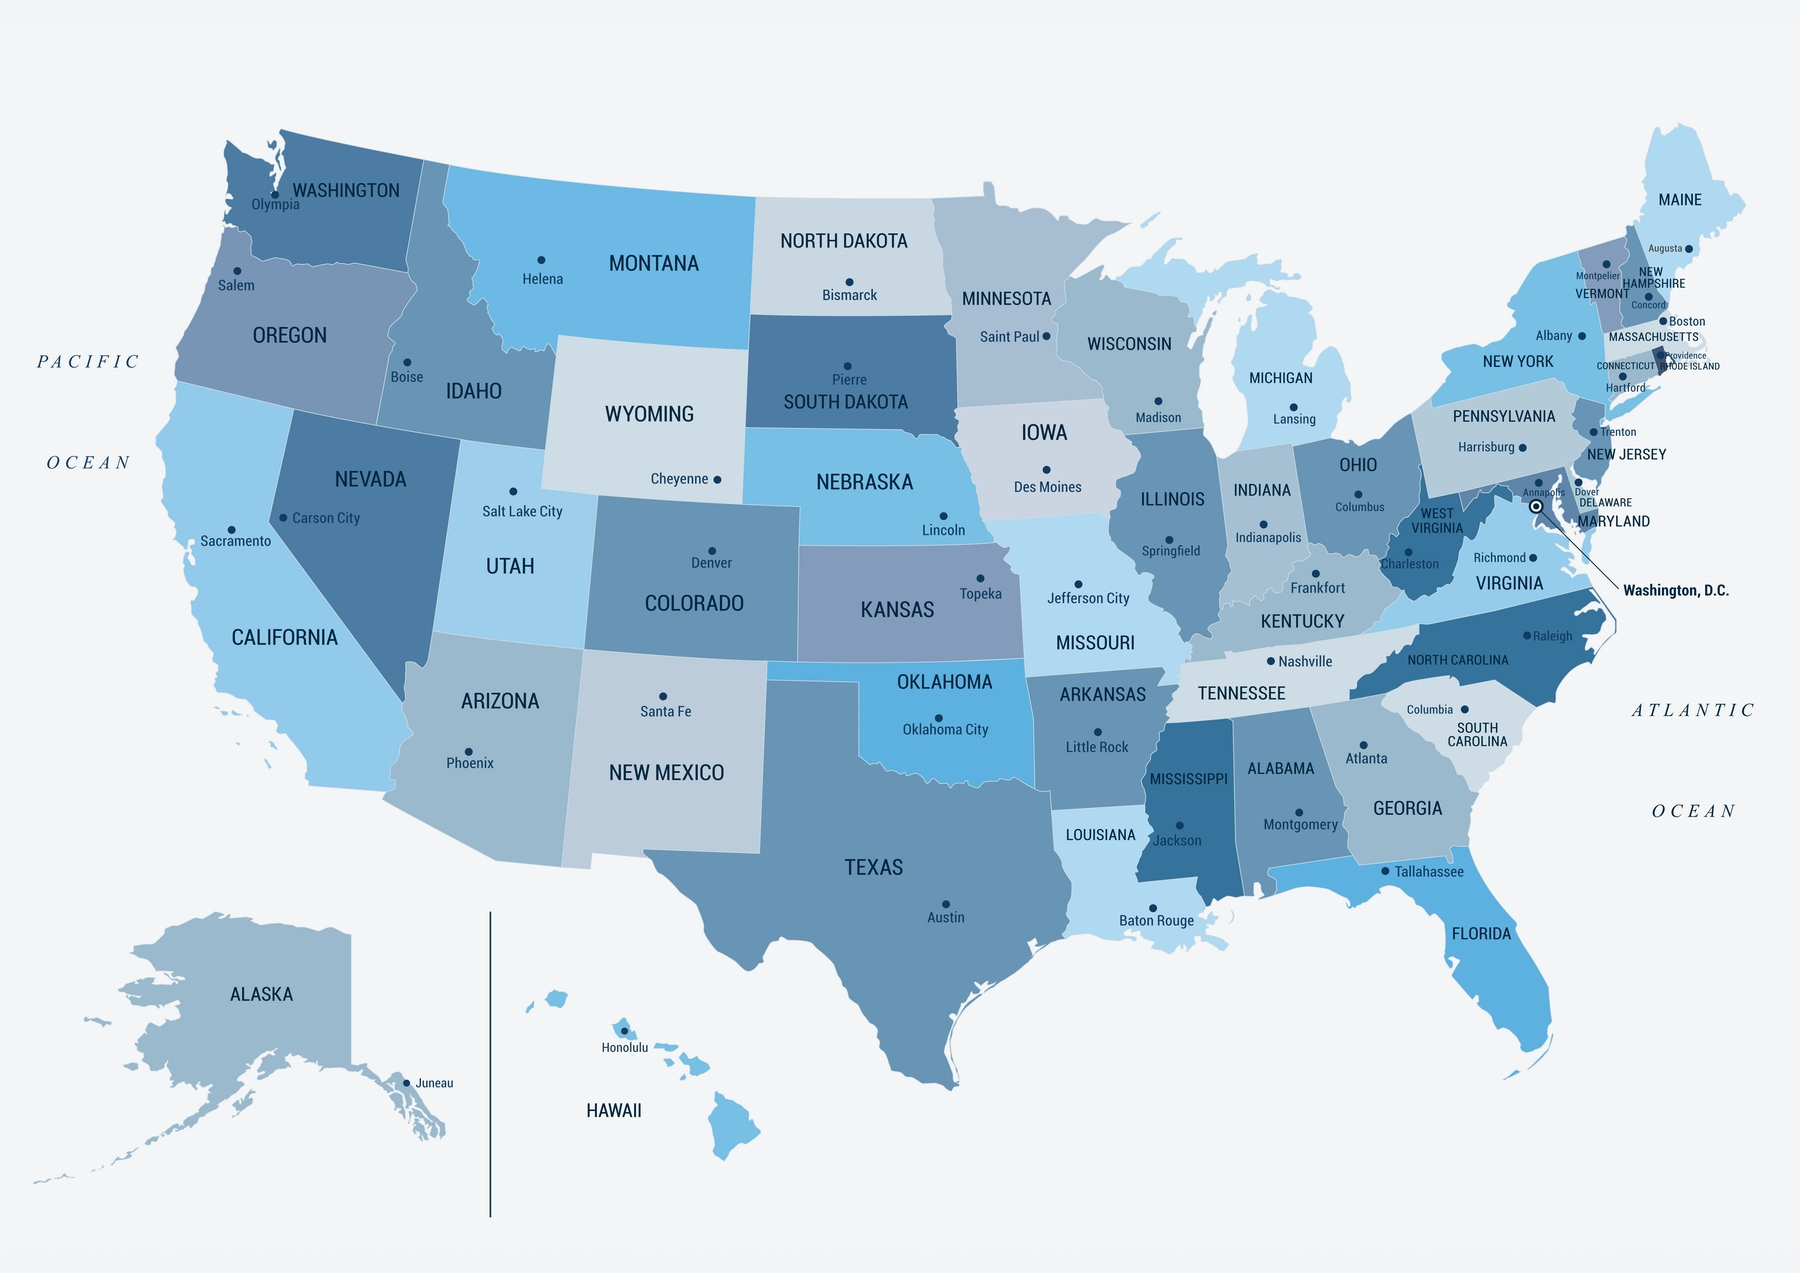 WASHINGTON
Olympia
Salem
OREGON
PACIFIC
OCEAN
Boise
IDAHO
Helena
MONTANA
NORTH DAKOTA
Bismarck
Pierre
SOUTH DAKOTA
WYOMING
Cheyenne
NEVADA
Carson City
Sacramento
CALIFORNIA
Salt Lake City
UTAH
Denver
COLORADO
NEBRASKA
Lincoln
KANSAS
Topeka
ARIZONA
Phoenix
Santa Fe
NEW MEXICO
OKLAHOMA
Oklahoma City
TEXAS
Austin
MINNESOTA
Saint Paul
WISCONSIN
Madison
IOWA
Des Moines
MICHIGAN
Lansing
ILLINOIS
Springfield
INDIANA
Indianapolis
OHIO
Columbus
Jefferson City
MISSOURI
Frankfort
KENTUCKY
Nashville
TENNESSEE
ARKANSAS
Little Rock
MISSISSIPPI
Jackson
ALABAMA
Montgomery
LOUISIANA
Baton Rouge
Atlanta
GEORGIA
Tallahassee
FLORIDA
Columbia
SOUTH
CAROLINA
Raleigh
NORTH CAROLINA
WEST
VIRGINIA
Charleston
Richmond
VIRGINIA
Washington, D.C.
MAINE
Augusta
Montpelier
VERMONT
NEW
HAMPSHIRE
Concord
Boston
MASSACHUSETTS
Albany
NEW YORK
Providence
CONNECTICUT
RHODE ISLAND
Hartford
PENNSYLVANIA
Harrisburg
Trenton
NEW JERSEY
Annapolis
Dover
DELAWARE
MARYLAND
ATLANTIC
OCEAN
ALASKA
Juneau
Honolulu
HAWAII